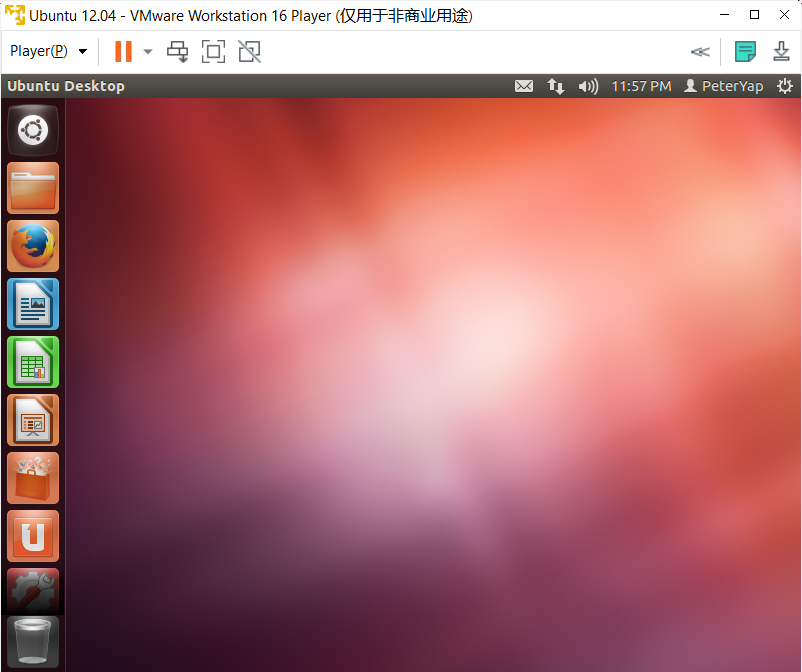 Ubuntu 12.04 - VMware Workstation 16 Player (仅用于非商业用途)
Player(P)
Ubuntu Desktop
11:57 PM PeterYap